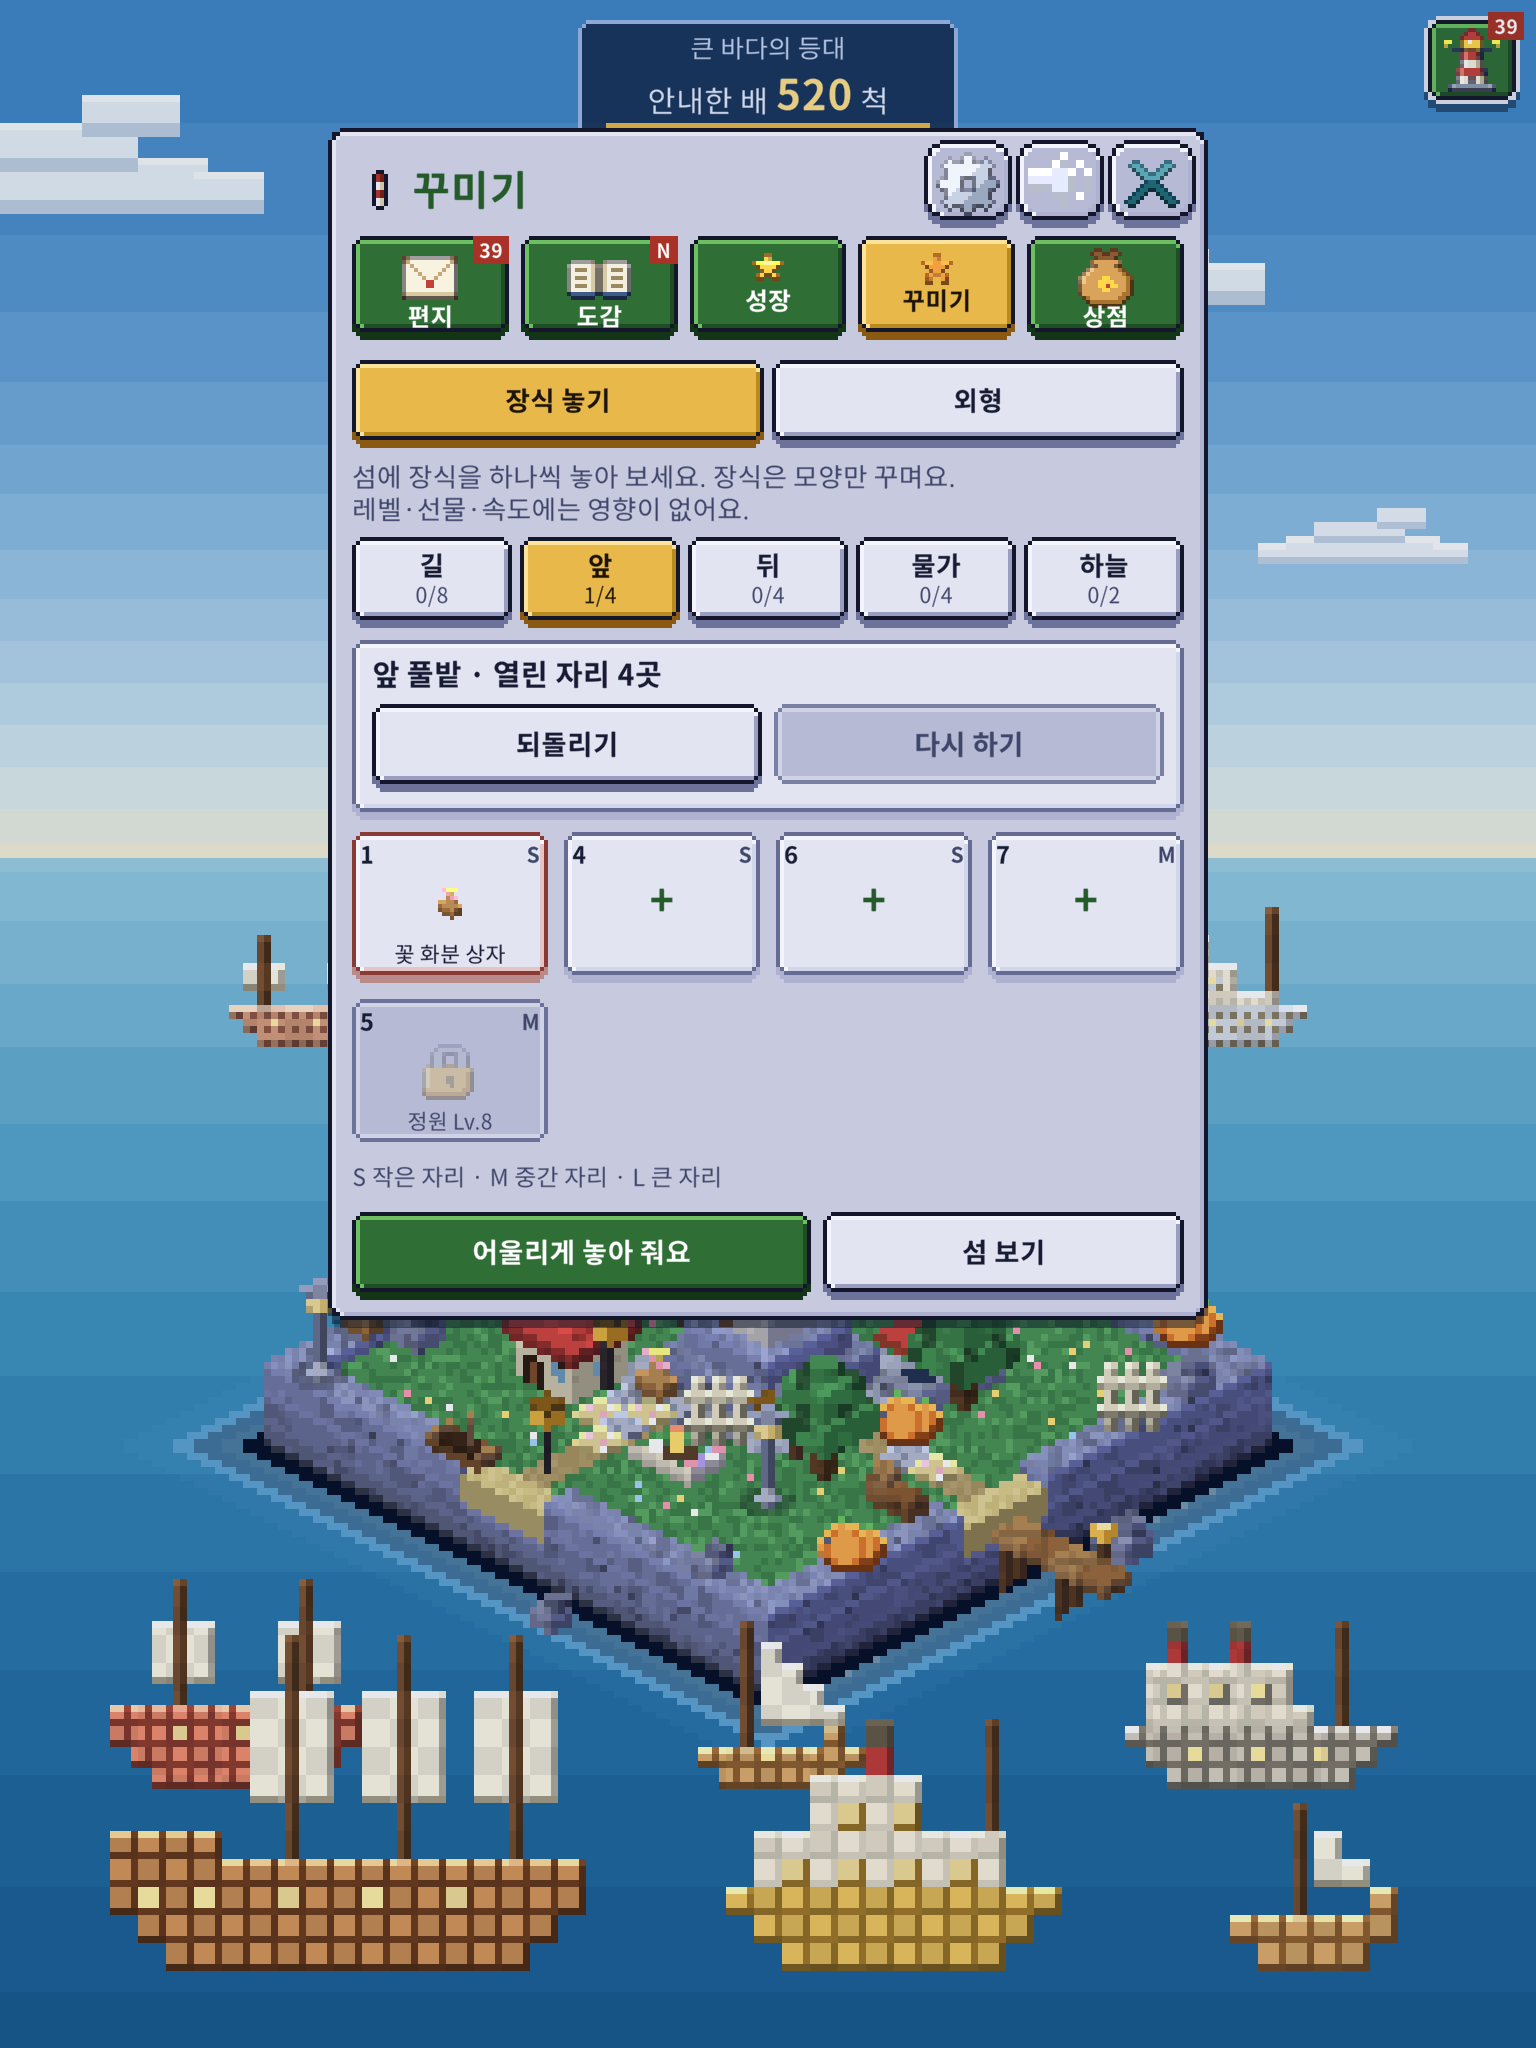 큰 바다의 등대
안내한 배 520 척
39
꾸미기
39
편지
N
도감
성장
꾸미기
상점
장식 놓기
외형
섬에 장식을 하나씩 놓아 보세요. 장식은 모양만 꾸며요.
레벨·선물·속도에는 영향이 없어요.
길
0/8
앞
1/4
뒤
0/4
물가
0/4
하늘
0/2
앞 풀밭 · 열린 자리 4곳
되돌리기
다시 하기
1 S
꽃 화분 상자
4 S
+
6 S
+
7 M
+
5 M
정원 Lv.8
S 작은 자리 · M 중간 자리 · L 큰 자리
어울리게 놓아 줘요
섬 보기